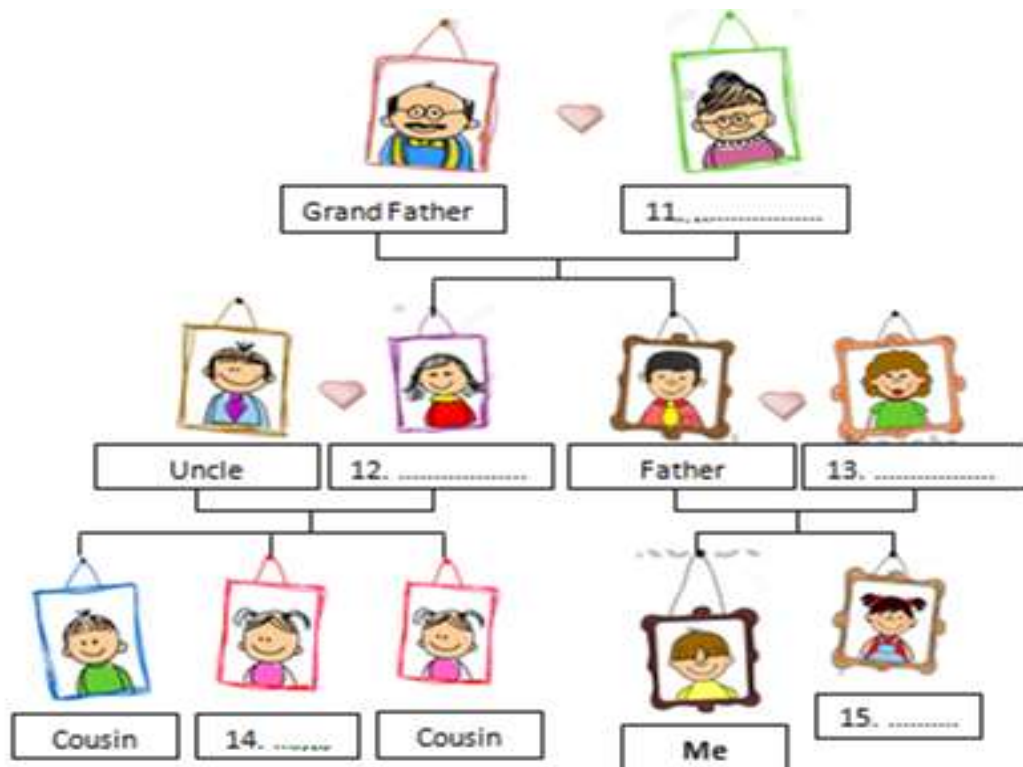 Grand Father
11. ....................
Uncle
12. ....................
Father
13. ....................
Cousin
14. ..........
Cousin
Me
15. ..........